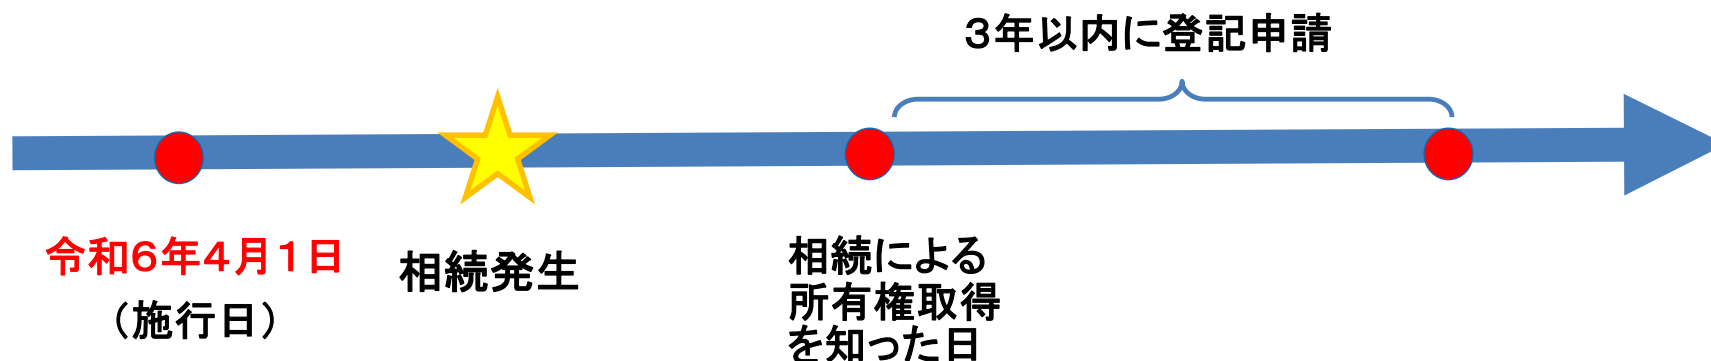 ３年以内に登記申請
令和６年４月１日
（施行日）
相続発生
相続による
所有権取得
を知った日